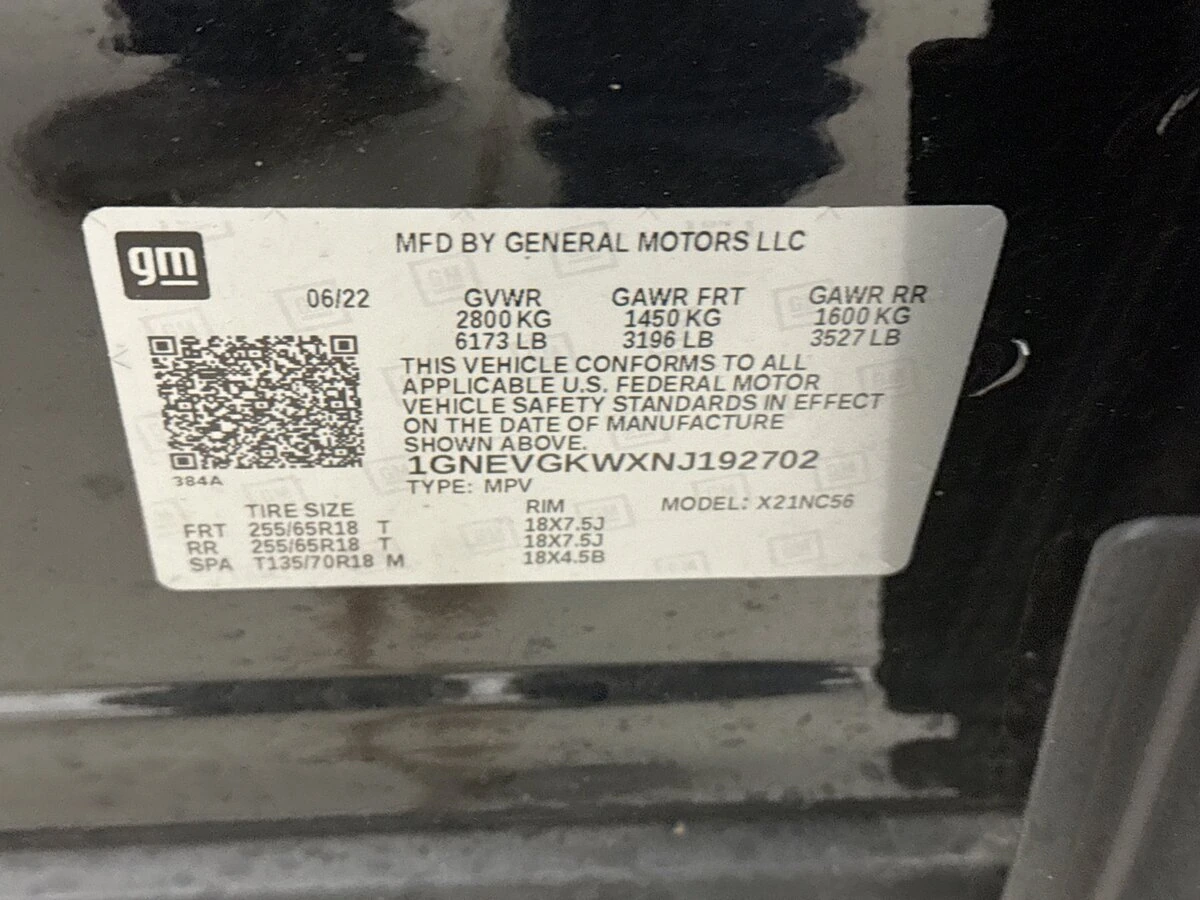 gm
MFD BY GENERAL MOTORS LLC
06/22 GVWR GAWR FRT GAWR RR
2800 KG 1450 KG 1600 KG
6173 LB 3196 LB 3527 LB
THIS VEHICLE CONFORMS TO ALL
APPLICABLE U.S. FEDERAL MOTOR
VEHICLE SAFETY STANDARDS IN EFFECT
ON THE DATE OF MANUFACTURE
SHOWN ABOVE.
1GNEVGKWXNJ192702
384A
TYPE: MPV
TIRE SIZE RIM MODEL: X21NC56
FRT 255/65R18 T 18X7.5J
RR 255/65R18 T 18X7.5J
SPA T135/70R18 M 18X4.5B